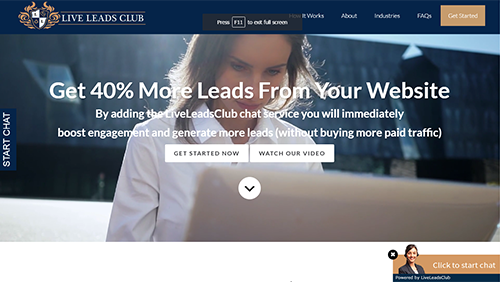 LIVE LEADS CLUB
Press F11 to exit full screen
How It Works
About
Industries
FAQs
Get Started
Get 40% More Leads From Your Website
By adding the LiveLeadsClub chat service you will immediately
boost engagement and generate more leads (without buying more paid traffic)
GET STARTED NOW
WATCH OUR VIDEO
START CHAT
Click to start chat
Powered by LiveLeadsClub